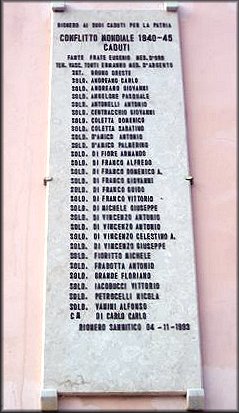 RIONERO AI SUOI CADUTI PER LA PATRIA
CONFLITTO MONDIALE 1940-45
CADUTI
FANTE FRATE EUGENIO MED. D'ORO
TEN. VASC. TONTI ERMANNO MED. D'ARGENTO
SGT. BRUNO ORESTE
SOLD. ANDREANO CARLO
SOLD. ANDREANO GIOVANNI
SOLD. ANGELONE PASQUALE
SOLD. ANTONELLI ANTONIO
SOLD. CENTRACCHIO GIOVANNI
SOLD. COLETTA DOMENICO
SOLD. COLETTA SABATINO
SOLD. D'AMICO ANTONIO
SOLD. D'AMICO PALMERINO
SOLD. DI FIORE ARMANDO
SOLD. DI FRANCO ALFREDO
SOLD. DI FRANCO DOMENICO A.
SOLD. DI FRANCO GIOVANNI
SOLD. DI FRANCO GUIDO
SOLD. DI FRANCO VITTORIO
SOLD. DI MICHELE GIUSEPPE
SOLD. DI VINCENZO ANTONIO
SOLD. DI VINCENZO ANTONIO
SOLD. DI VINCENZO CELESTINO A.
SOLD. DI VINCENZO GIUSEPPE
SOLD. FIORITTO MICHELE
SOLD. FRADOTTA ANTONIO
SOLD. GRANDE FLORIANO
SOLD. IACOBUCCI VITTORIO
SOLD. PETROCELLI NICOLA
SOLD. VANINI ALFONSO
DI CARLO CARLO
RIONERO SANNITICO 04-11-1993